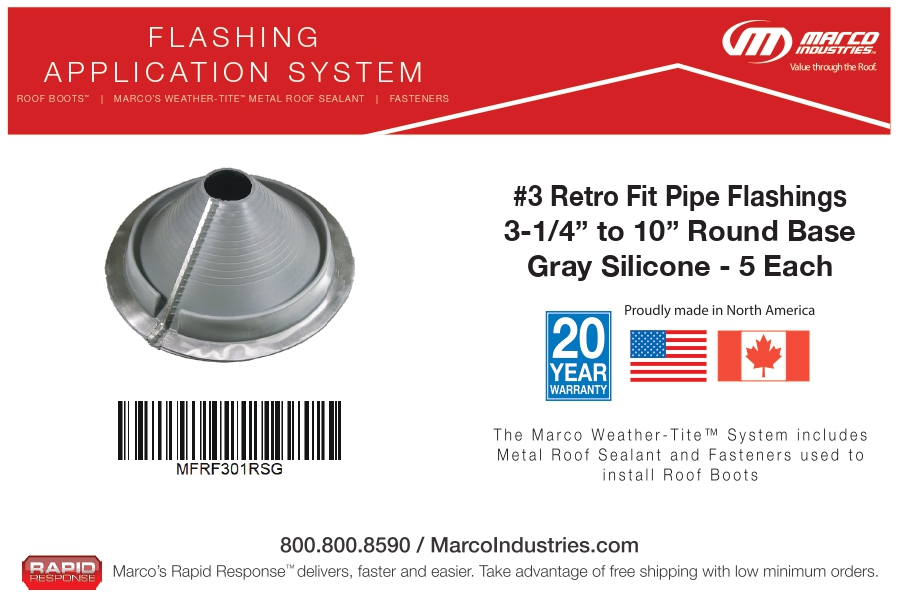 FLASHING
APPLICATION SYSTEM
ROOF BOOTS™ | MARCO'S WEATHER-TITE™ METAL ROOF SEALANT | FASTENERS
MARCO
INDUSTRIES™
Value through the Roof.
#3 Retro Fit Pipe Flashings
3-1/4” to 10” Round Base
Gray Silicone - 5 Each
Proudly made in North America
20
YEAR
WARRANTY
MFRF301RSG
The Marco Weather-Tite™ System includes
Metal Roof Sealant and Fasteners used to
install Roof Boots
800.800.8590 / MarcoIndustries.com
RAPID
RESPONSE
Marco’s Rapid Response™ delivers, faster and easier. Take advantage of free shipping with low minimum orders.